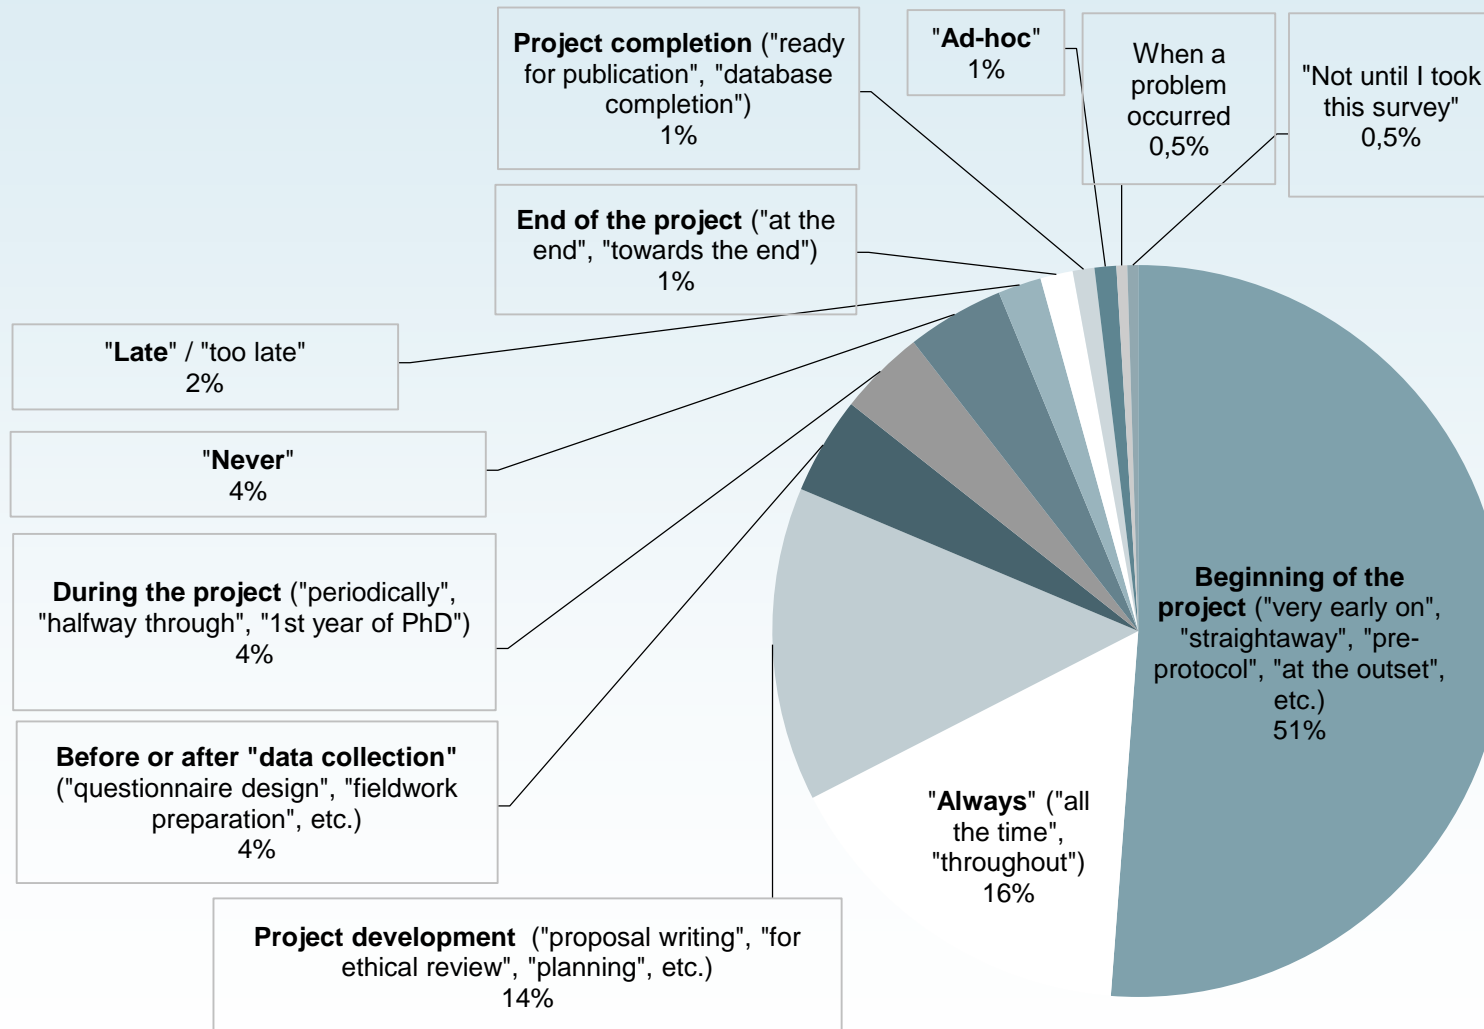 Project completion ("ready
for publication", "database
completion")
1%
"Ad-hoc"
1%
When a
problem
occurred
0,5%
"Not until I took
this survey"
0,5%
End of the project ("at the
end", "towards the end")
1%
"Late" / "too late"
2%
"Never"
4%
During the project ("periodically",
"halfway through", "1st year of PhD")
4%
Before or after "data collection"
("questionnaire design", "fieldwork
preparation", etc.)
4%
Project development ("proposal writing", "for
ethical review", "planning", etc.)
14%
"Always" ("all
the time",
"throughout")
16%
Beginning of the
project ("very early on",
"straightaway", "pre-
protocol", "at the outset",
etc.)
51%